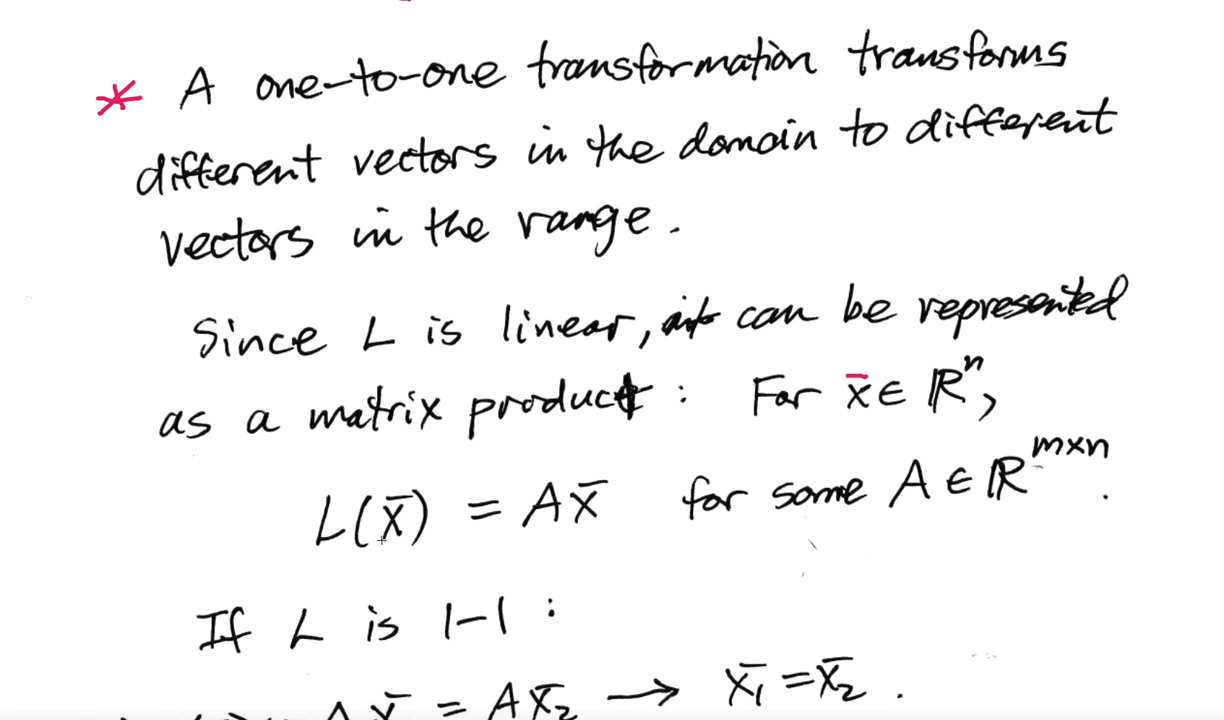 * A one-to-one transformation transforms
different vectors in the domain to different
vectors in the range.
Since L is linear, it can be represented
as a matrix product : For x̄ ∈ ℝⁿ,
L(x̄) = Ax̄ for some A ∈ ℝᵐˣⁿ.
If L is 1-1 :
= Ax̄₂ → x̄₁ = x̄₂.